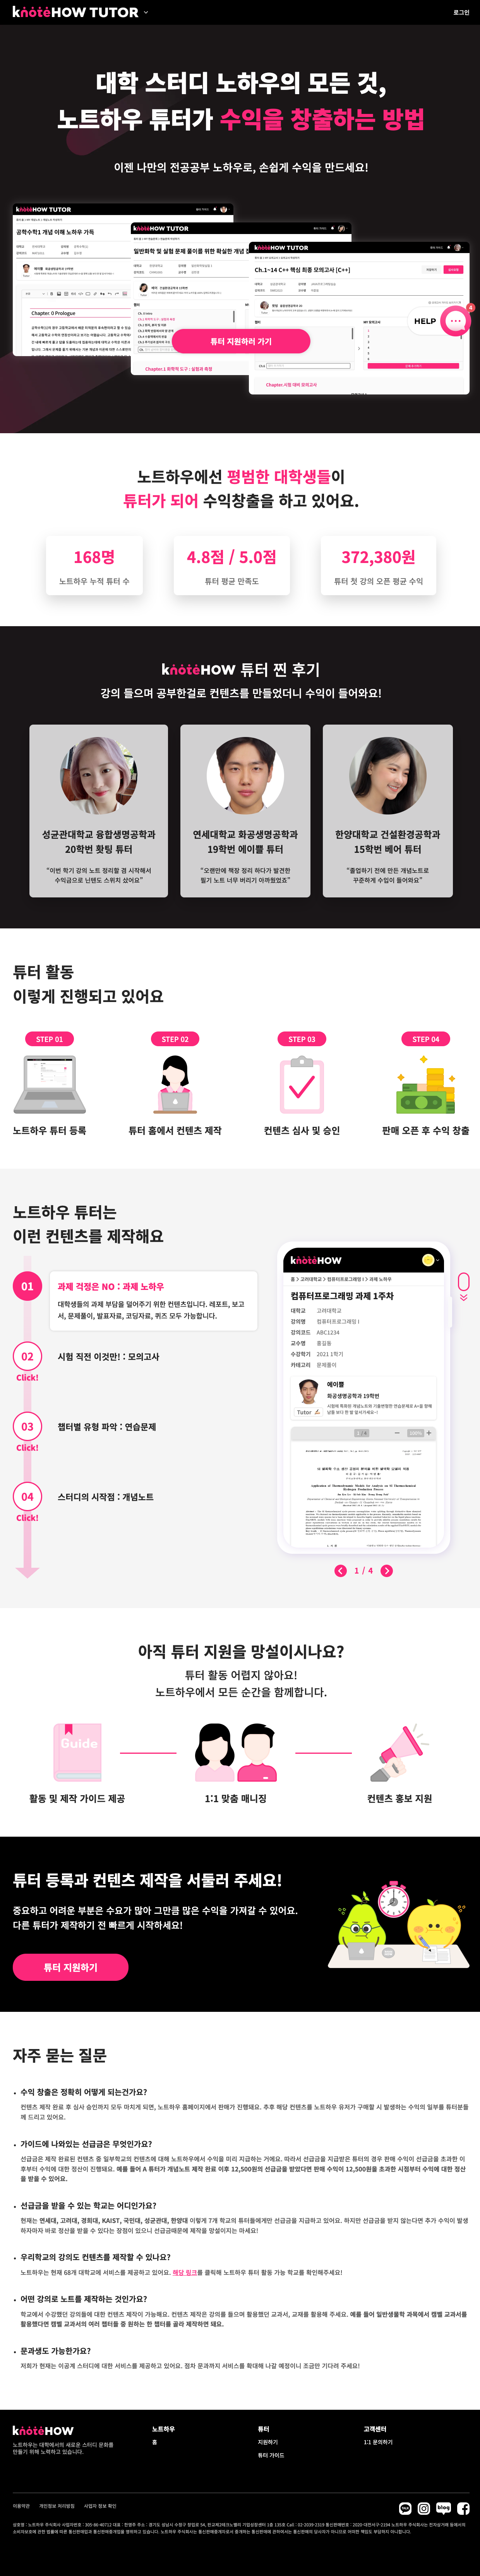 knoteHOW TUTOR
로그인
대학 스터디 노하우의 모든 것,
노트하우 튜터가 수익을 창출하는 방법
이젠 나만의 전공공부 노하우로, 손쉽게 수익을 만드세요!
knoteHOW TUTOR
공학수학1 개념 이해 노하우 가득
Chapter. 0 Prologue
knoteHOW TUTOR
일반화학 및 실험 문제 풀이를 위한 확실한 개념
Chapter.1 화학적 도구 : 실험과 측정
knoteHOW TUTOR
Ch.1~14 C++ 핵심 최종 모의고사 (C++)
Chapter.시험 대비 모의고사
튜터 지원하러 가기
HELP
4
노트하우에선 평범한 대학생들이
튜터가 되어 수익창출을 하고 있어요.
168명
노트하우 누적 튜터 수
4.8점 / 5.0점
튜터 평균 만족도
372,380원
튜터 첫 강의 오픈 평균 수익
knoteHOW 튜터 찐 후기
강의 들으며 공부한걸로 컨텐츠를 만들었더니 수익이 들어와요!
성균관대학교 융합생명공학과
20학번 홧팅 튜터
“이번 학기 강의 노트 정리할 겸 시작해서
수익금으로 닌텐도 스위치 샀어요”
연세대학교 화공생명공학과
19학번 에이쁠 튜터
“오랜만에 책장 정리 하다가 발견한
필기 노트 너무 버리기 아까웠었죠”
한양대학교 건설환경공학과
15학번 베어 튜터
“졸업하기 전에 만든 개념노트로
꾸준하게 수입이 들어와요”
튜터 활동
이렇게 진행되고 있어요
STEP 01
노트하우 튜터 등록
STEP 02
튜터 홈에서 컨텐츠 제작
STEP 03
컨텐츠 심사 및 승인
STEP 04
판매 오픈 후 수익 창출
노트하우 튜터는
이런 컨텐츠를 제작해요
01
과제 걱정은 NO : 과제 노하우
대학생들의 과제 부담을 덜어주기 위한 컨텐츠입니다. 레포트, 보고
서, 문제풀이, 발표자료, 코딩자료, 퀴즈 모두 가능합니다.
02
Click!
시험 직전 이것만! : 모의고사
03
Click!
챕터별 유형 파악 : 연습문제
04
Click!
스터디의 시작점 : 개념노트
knoteHOW
홈 > 고려대학교 > 컴퓨터프로그래밍 I > 과제 노하우
컴퓨터프로그래밍 과제 1주차
대학교 고려대학교
강의명 컴퓨터프로그래밍 I
강의코드 ABC1234
교수명 홍길동
수강학기 2021 1학기
카테고리 문제풀이
에이쁠
화공생명공학과 19학번
Tutor
1 / 4
아직 튜터 지원을 망설이시나요?
튜터 활동 어렵지 않아요!
노트하우에서 모든 순간을 함께합니다.
Guide
활동 및 제작 가이드 제공
1:1 맞춤 매니징
컨텐츠 홍보 지원
튜터 등록과 컨텐츠 제작을 서둘러 주세요!
중요하고 어려운 부분은 수요가 많아 그만큼 많은 수익을 가져갈 수 있어요.
다른 튜터가 제작하기 전 빠르게 시작하세요!
튜터 지원하기
자주 묻는 질문
• 수익 창출은 정확히 어떻게 되는건가요?
컨텐츠 제작 완료 후 심사 승인까지 모두 마치게 되면, 노트하우 홈페이지에서 판매가 진행돼요. 추후 해당 컨텐츠를 노트하우 유저가 구매할 시 발생하는 수익의 일부를 튜터분들
께 드리고 있어요.
• 가이드에 나와있는 선급금은 무엇인가요?
선급금은 제작 완료된 컨텐츠 중 일부학교의 컨텐츠에 대해 노트하우에서 수익을 미리 지급하는 거에요. 따라서 선급금을 지급받은 튜터의 경우 판매 수익이 선급금을 초과한 이
후부터 수익에 대한 정산이 진행돼요. 예를 들어 A 튜터가 개념노트 제작 완료 이후 12,500원의 선급금을 받았다면 판매 수익이 12,500원을 초과한 시점부터 수익에 대한 정산
을 받을 수 있어요.
• 선급금을 받을 수 있는 학교는 어디인가요?
현재는 연세대, 고려대, 경희대, KAIST, 국민대, 성균관대, 한양대 이렇게 7개 학교의 튜터들에게만 선급금을 지급하고 있어요. 하지만 선급금을 받지 않는다면 추가 수익이 발생
하자마자 바로 정산을 받을 수 있다는 장점이 있으니 선급금때문에 제작을 망설이지는 마세요!
• 우리학교의 강의도 컨텐츠를 제작할 수 있나요?
노트하우는 현재 68개 대학교에 서비스를 제공하고 있어요. 해당 링크를 클릭해 노트하우 튜터 활동 가능 학교를 확인해주세요!
• 어떤 강의로 노트를 제작하는 것인가요?
학교에서 수강했던 강의들에 대한 컨텐츠 제작이 가능해요. 컨텐츠 제작은 강의를 들으며 활용했던 교과서, 교재를 활용해 주세요. 예를 들어 일반생물학 과목에서 캠벨 교과서를
활용했다면 캠벨 교과서의 여러 챕터들 중 원하는 한 챕터를 골라 제작하면 돼요.
• 문과생도 가능한가요?
저희가 현재는 이공계 스터디에 대한 서비스를 제공하고 있어요. 점차 문과까지 서비스를 확대해 나갈 예정이니 조금만 기다려 주세요!
knoteHOW
노트하우는 대학에서의 새로운 스터디 문화를
만들기 위해 노력하고 있습니다.
노트하우
홈
튜터
지원하기
튜터 가이드
고객센터
1:1 문의하기
이용약관 개인정보 처리방침 사업자 정보 확인
blog